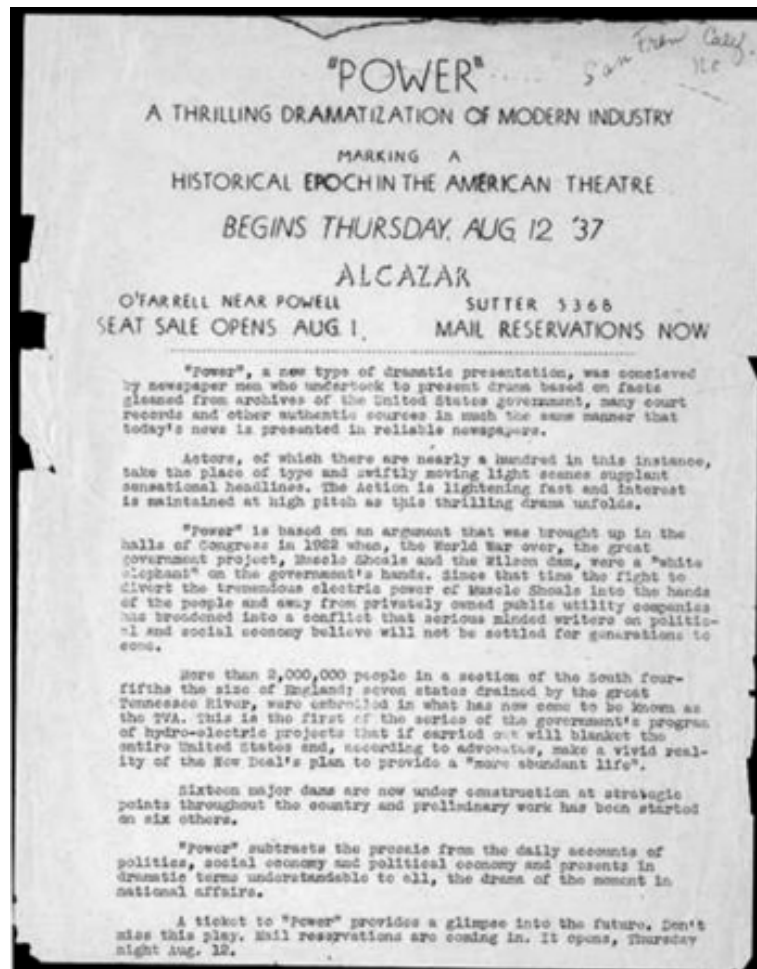 San Fran Calif.
"POWER"
A THRILLING DRAMATIZATION OF MODERN INDUSTRY
MARKING A
HISTORICAL EPOCH IN THE AMERICAN THEATRE
BEGINS THURSDAY, AUG 12 '37
ALCAZAR
O'FARRELL NEAR POWELL SUTTER 5368
SEAT SALE OPENS AUG. 1. MAIL RESERVATIONS NOW
"Power", a new type of dramatic presentation, was concieved
by newspaper men who undertook to present drama based on facts
gleaned from archives of the United States government, many court
records and other authentic sources in much the same manner that
today's news is presented in reliable newspapers.
Actors, of which there are nearly a hundred in this instance,
take the place of type and swiftly moving light scenes supplant
sensational headlines. The Action is lightening fast and interest
is maintained at high pitch as this thrilling drama unfolds.
"Power" is based on an argument that was brought up in the
halls of Congress in 1922 when, the World War over, the great
government project, Muscle Shoals and the Wilson dam, were a "white
elephant" on the government's hands. Since that time the fight to
divert the tremendous electric power of Muscle Shoals into the hands
of the people and away from privately owned public utility companies
has broadened into a conflict that serious minded writers on politic-
al and social economy believe will not be settled for generations to
come.
More than 2,000,000 people in a section of the South four-
fifths the size of England; seven states drained by the great
Tennessee River, were embroiled in what has now come to be known as
the TVA. This is the first of the series of the government's program
of hydro-electric projects that if carried out will blanket the
entire United States and, according to advocates, make a vivid real-
ity of the New Deal's plan to provide a "more abundant life".
Sixteen major dams are now under construction at strategic
points throughout the country and preliminary work has been started
on six others.
"Power" subtracts the prosaic from the daily accounts of
politics, social economy and political economy and presents in
dramatic terms understandable to all, the drama of the moment in
national affairs.
A ticket to "Power" provides a glimpse into the future. Don't
miss this play. Mail reservations are coming in. It opens, Thursday
night Aug. 12.